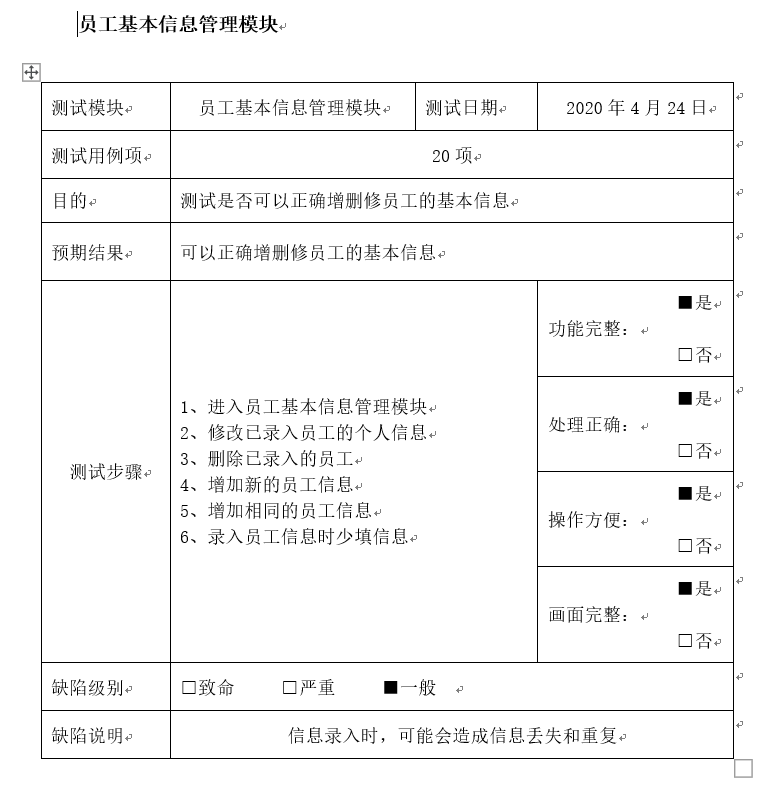 员工基本信息管理模块
测试模块 员工基本信息管理模块 测试日期 2020 年 4 月 24 日
测试用例项 20 项
目的 测试是否可以正确增删修员工的基本信息
预期结果 可以正确增删修员工的基本信息
测试步骤
1、进入员工基本信息管理模块
2、修改已录入员工的个人信息
3、删除已录入的员工
4、增加新的员工信息
5、增加相同的员工信息
6、录入员工信息时少填信息
功能完整：
■是
□否
处理正确：
■是
□否
操作方便：
■是
□否
画面完整：
■是
□否
缺陷级别 □致命 □严重 ■一般
缺陷说明 信息录入时，可能会造成信息丢失和重复